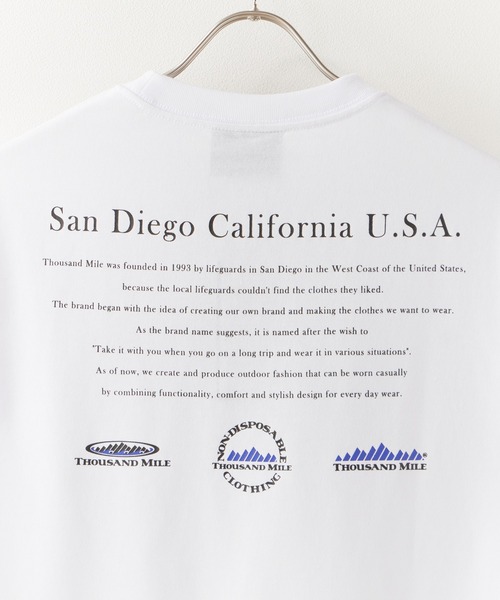 San Diego California U.S.A.
Thousand Mile was founded in 1993 by lifeguards in San Diego in the West Coast of the United States,
because the local lifeguards couldn't find the clothes they liked.
The brand began with the idea of creating our own brand and making the clothes we want to wear.
As the brand name suggests, it is named after the wish to
"Take it with you when you go on a long trip and wear it in various situations".
As of now, we create and produce outdoor fashion that can be worn casually
by combining functionality, comfort and stylish design for every day wear.
THOUSAND MILE
NON-DISPOSABLE
THOUSAND MILE
CLOTHING
THOUSAND MILE®